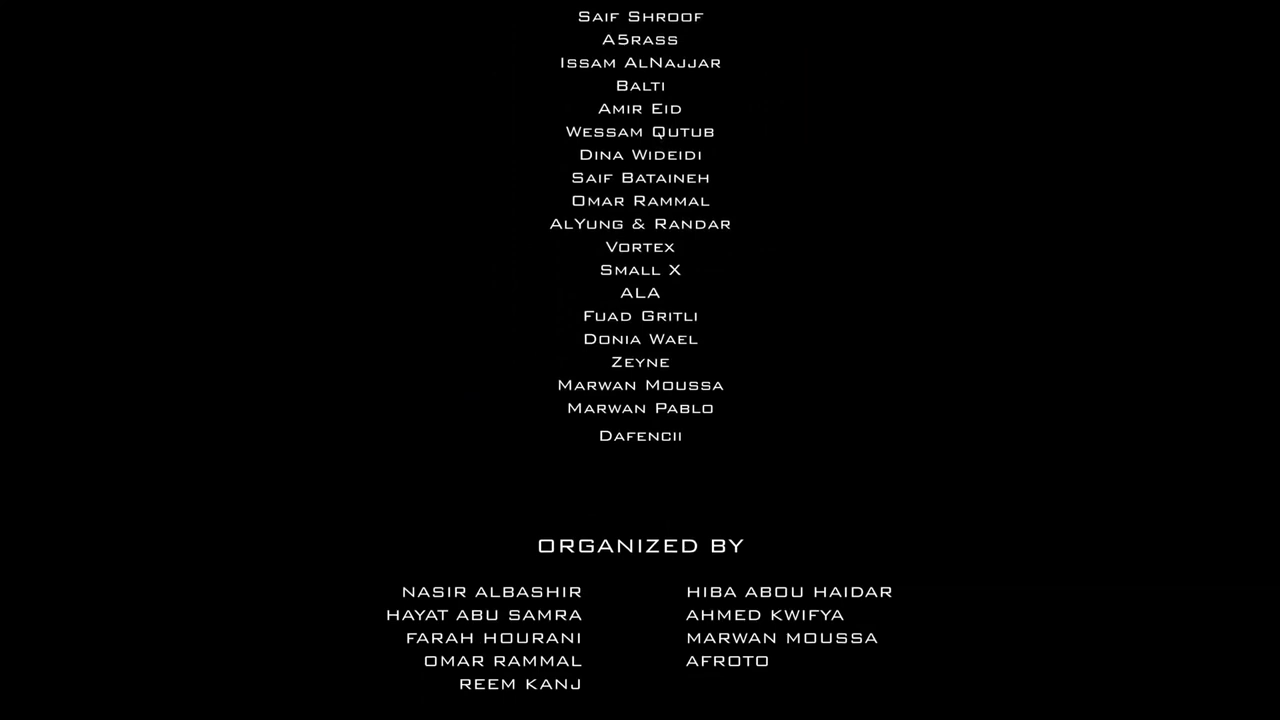 Saif Shroof
A5rass
Issam AlNajjar
Balti
Amir Eid
Wessam Qutub
Dina Wideidi
Saif Bataineh
Omar Rammal
AlYung & Randar
Vortex
Small X
ALA
Fuad Gritli
Donia Wael
Zeyne
Marwan Moussa
Marwan Pablo
Dafencii
ORGANIZED BY
NASIR ALBASHIR
HAYAT ABU SAMRA
FARAH HOURANI
OMAR RAMMAL
REEM KANJ
HIBA ABOU HAIDAR
AHMED KWIFYA
MARWAN MOUSSA
AFROTO